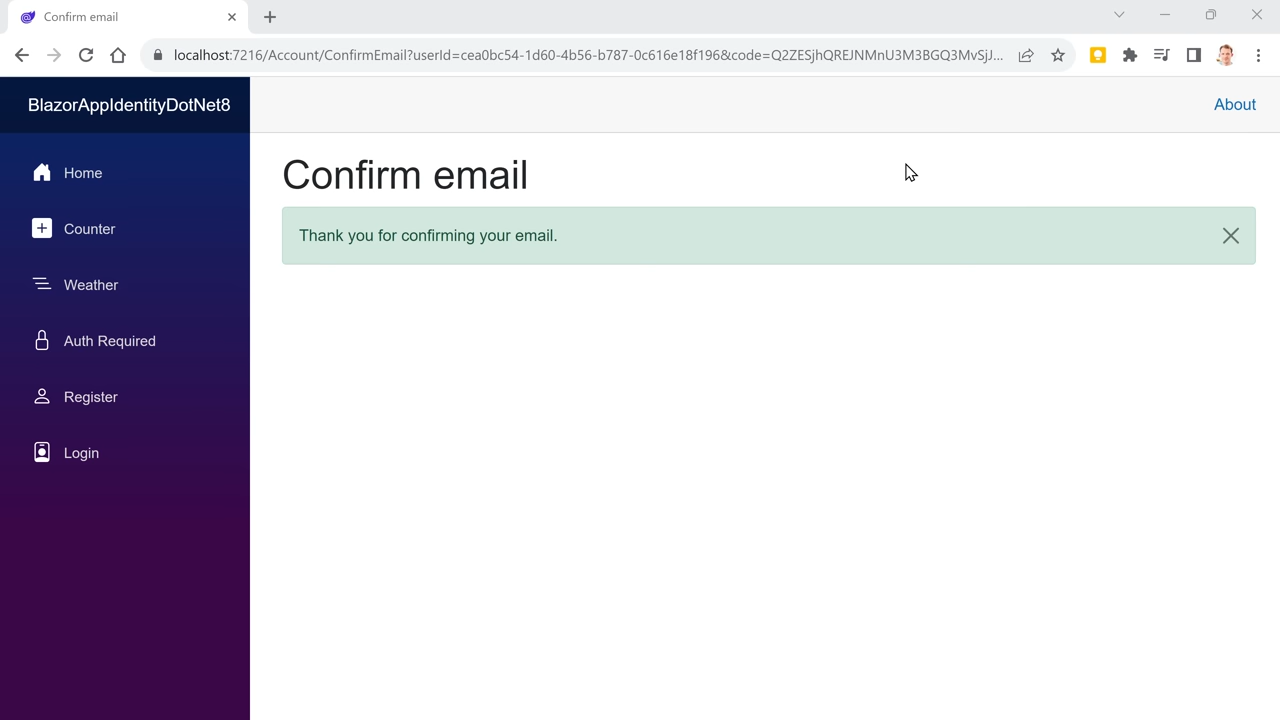 Confirm email
localhost:7216/Account/ConfirmEmail?userId=cea0bc54-1d60-4b56-b787-0c616e18f196&code=Q2ZESjhQREJNMnU3M3BGQ3MvSjJ...
BlazorAppIdentityDotNet8
About
Home
Counter
Weather
Auth Required
Register
Login
Confirm email
Thank you for confirming your email.